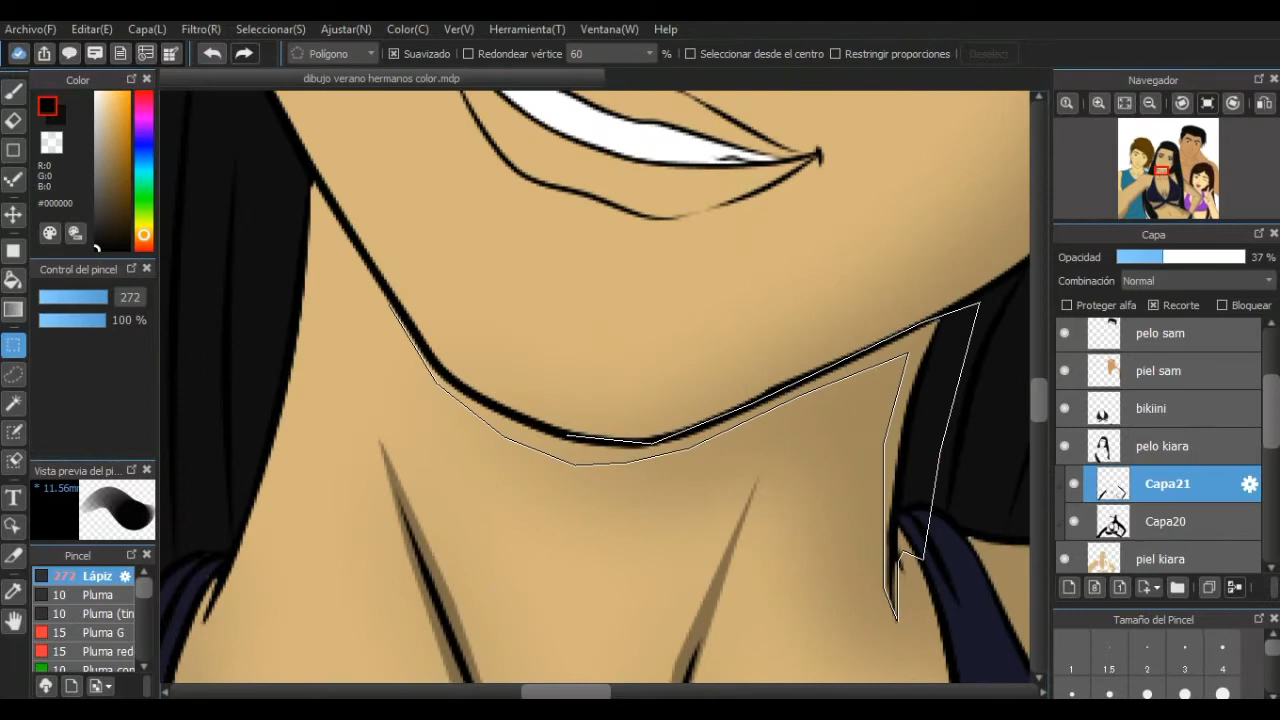 Archivo(F) Editar(E) Capa(L) Filtro(R) Seleccionar(S) Ajustar(N) Color(C) Ver(V) Herramienta(T) Ventana(W) Help
Polígono Suavizado Redondear vértice 60 % Seleccionar desde el centro Restringir proporciones Deselect
Color
dibujo verano hermanos color.mdp
Navegador
R:0
G:0
B:0
#000000
Capa
Opacidad 37 %
Combinación Normal
Proteger alfa Recorte Bloquear
Control del pincel
272
100 %
pelo sam
piel sam
bikiini
pelo kiara
Capa21
Capa20
piel kiara
Vista previa del pi...
* 11.56mm
Pincel
272 Lápiz
10 Pluma
10 Pluma (tin
15 Pluma G
15 Pluma red
10 Pluma con
Tamaño del Pincel
1 1.5 2 3 4